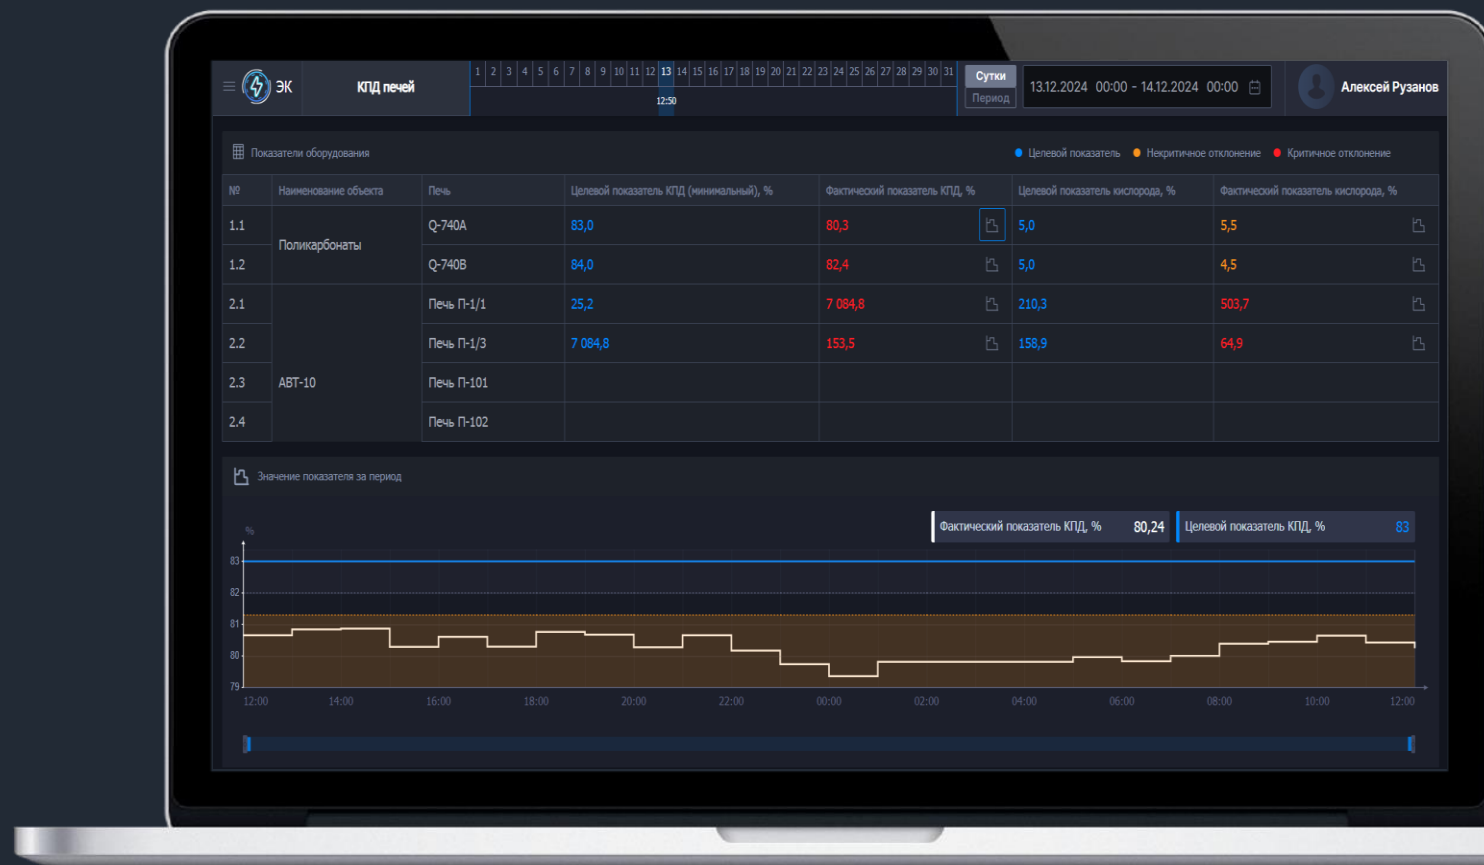 ЭК
КПД печей
1 2 3 4 5 6 7 8 9 10 11 12 13 14 15 16 17 18 19 20 21 22 23 24 25 26 27 28 29 30 31
12:50
Сутки
Период
13.12.2024 00:00 - 14.12.2024 00:00
Алексей Рузанов
Показатели оборудования
Целевой показатель Некритичное отклонение Критичное отклонение
№ Наименование объекта Печь Целевой показатель КПД (минимальный), % Фактический показатель КПД, % Целевой показатель кислорода, % Фактический показатель кислорода, %
1.1 Поликарбонаты Q-740A 83,0 80,3 5,0 5,5
1.2 Q-740B 84,0 82,4 5,0 4,5
2.1 АВТ-10 Печь П-1/1 25,2 7 084,8 210,3 503,7
2.2 Печь П-1/3 7 084,8 153,5 158,9 64,9
2.3 Печь П-101
2.4 Печь П-102
Значение показателя за период
Фактический показатель КПД, % 80,24 Целевой показатель КПД, % 83
%
83
82
81
80
79
12:00 14:00 16:00 18:00 20:00 22:00 00:00 02:00 04:00 06:00 08:00 10:00 12:00